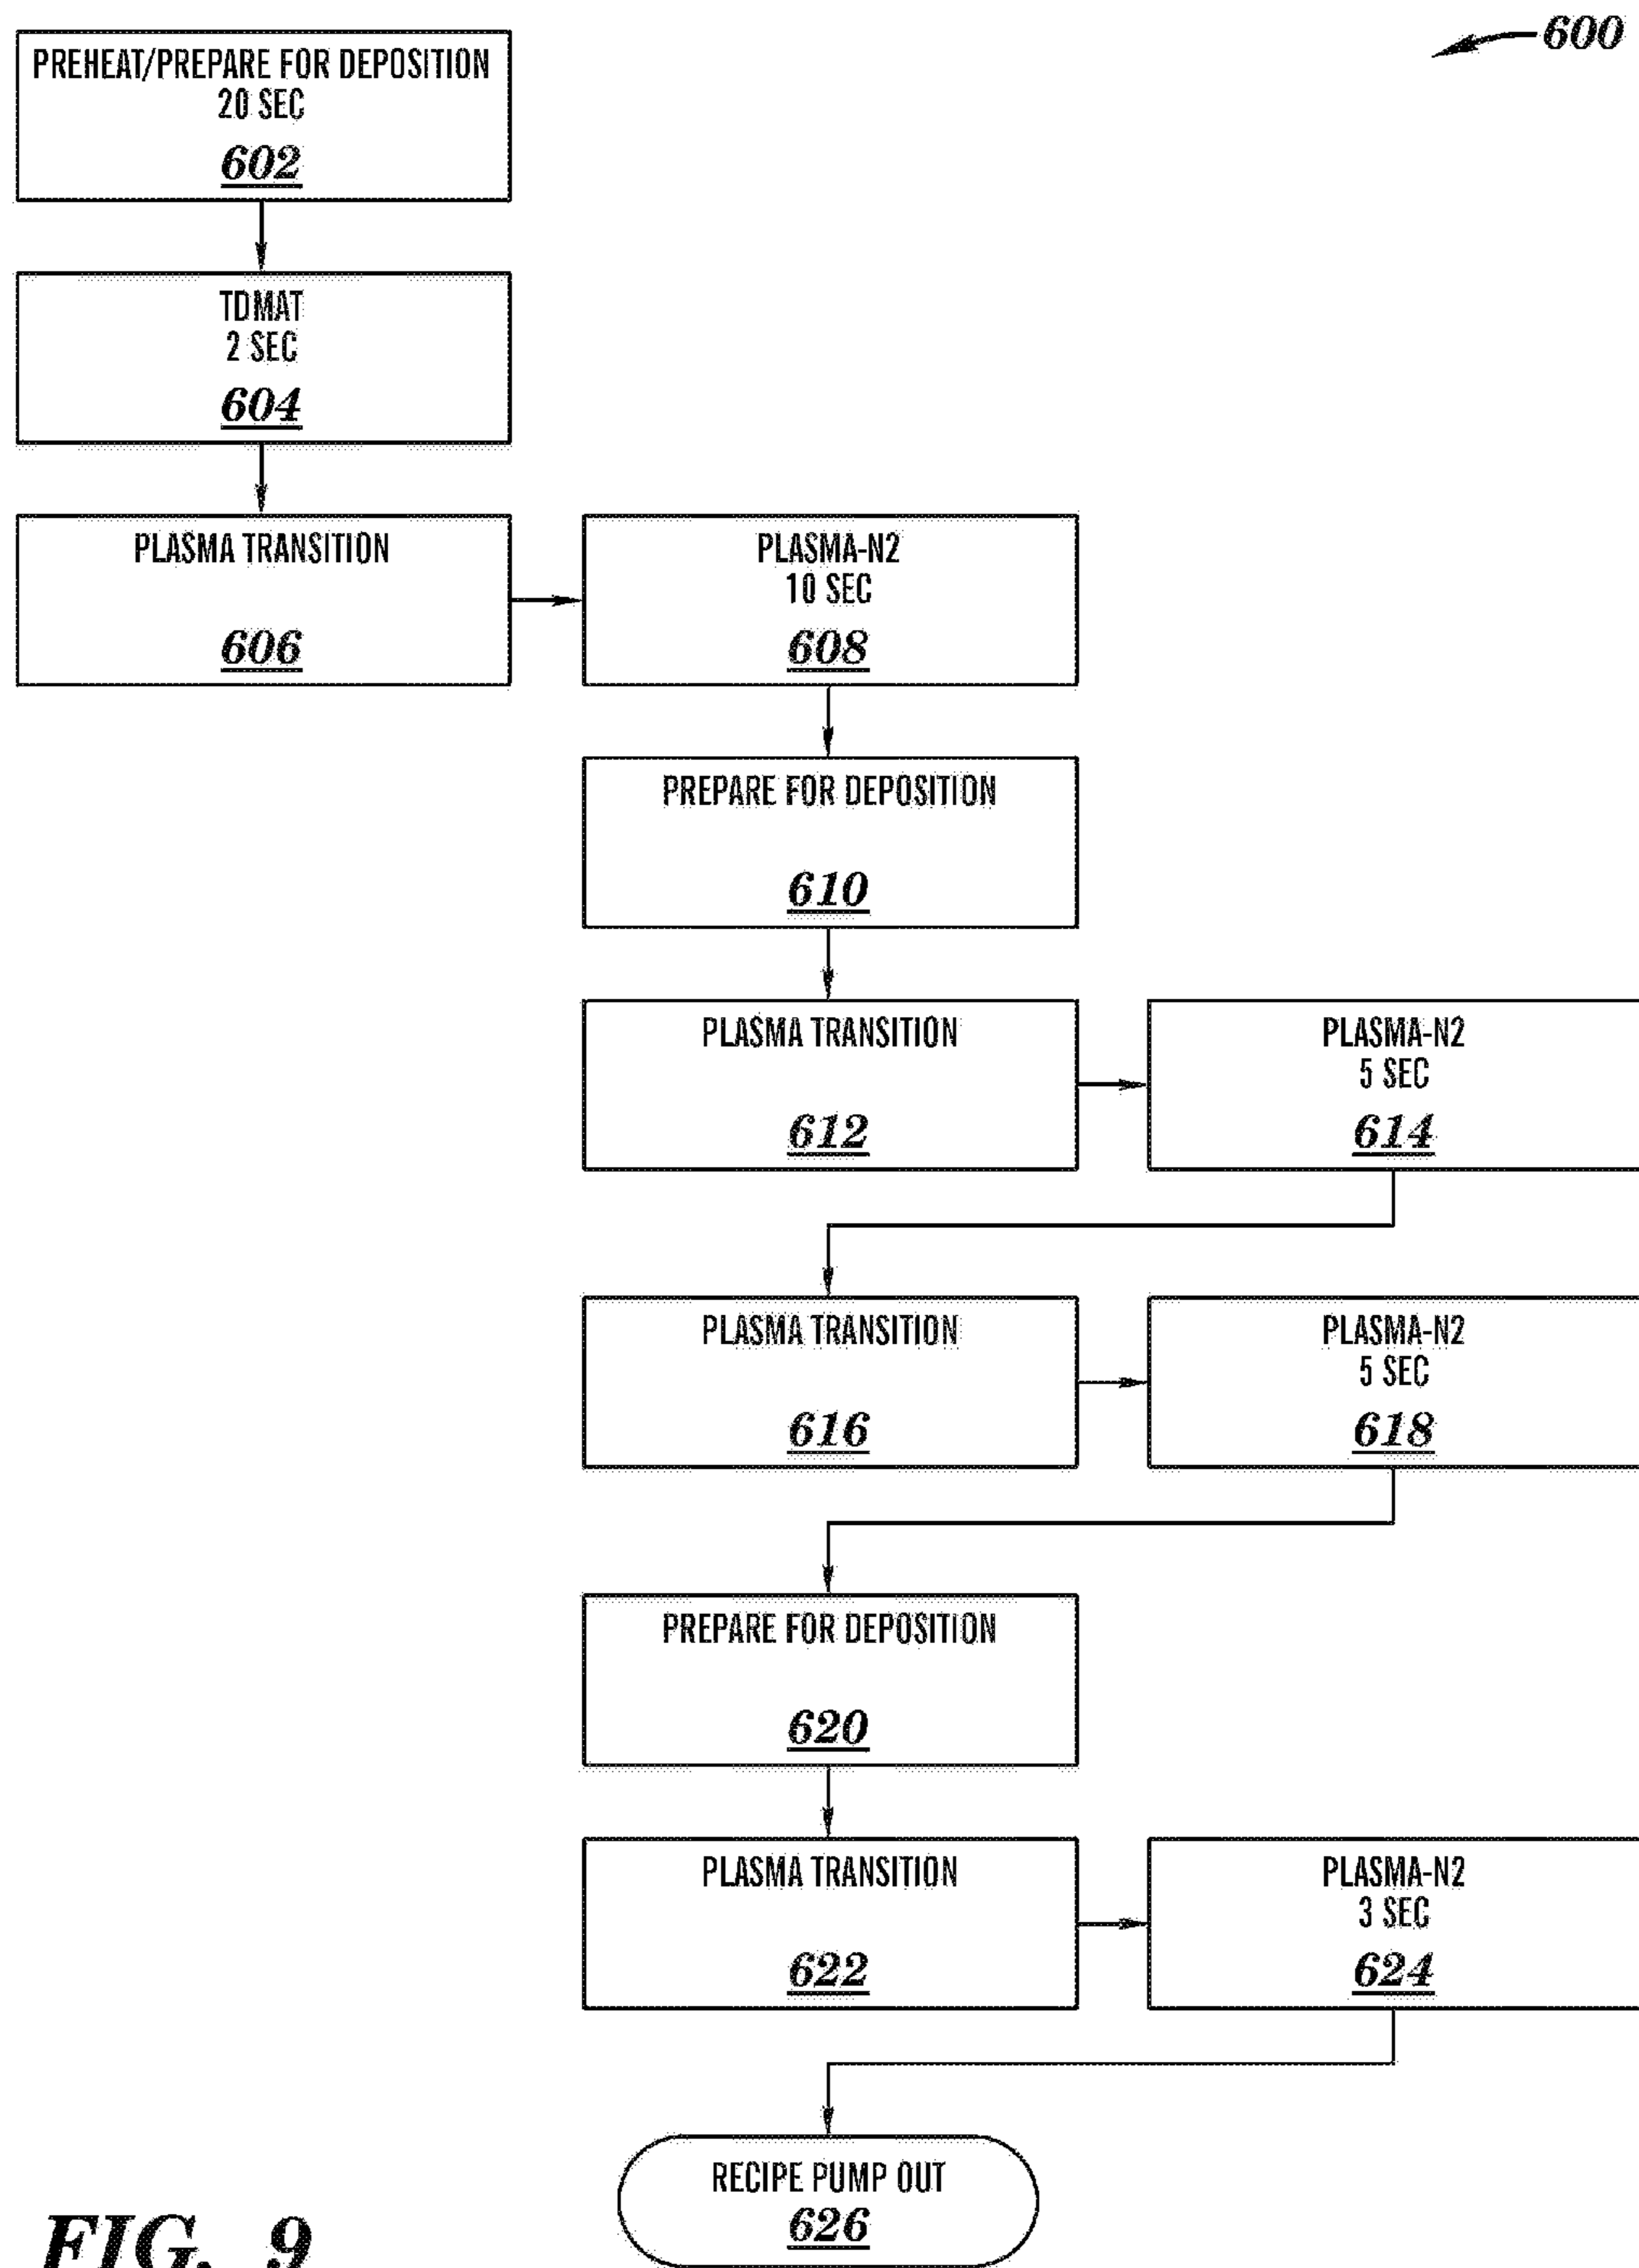 600
PREHEAT/PREPARE FOR DEPOSITION
20 SEC
602
TDMAT
2 SEC
604
PLASMA TRANSITION
606
PLASMA-N2
10 SEC
608
PREPARE FOR DEPOSITION
610
PLASMA TRANSITION
612
PLASMA-N2
5 SEC
614
PLASMA TRANSITION
616
PLASMA-N2
5 SEC
618
PREPARE FOR DEPOSITION
620
PLASMA TRANSITION
622
PLASMA-N2
3 SEC
624
RECIPE PUMP OUT
626
FIG. 9